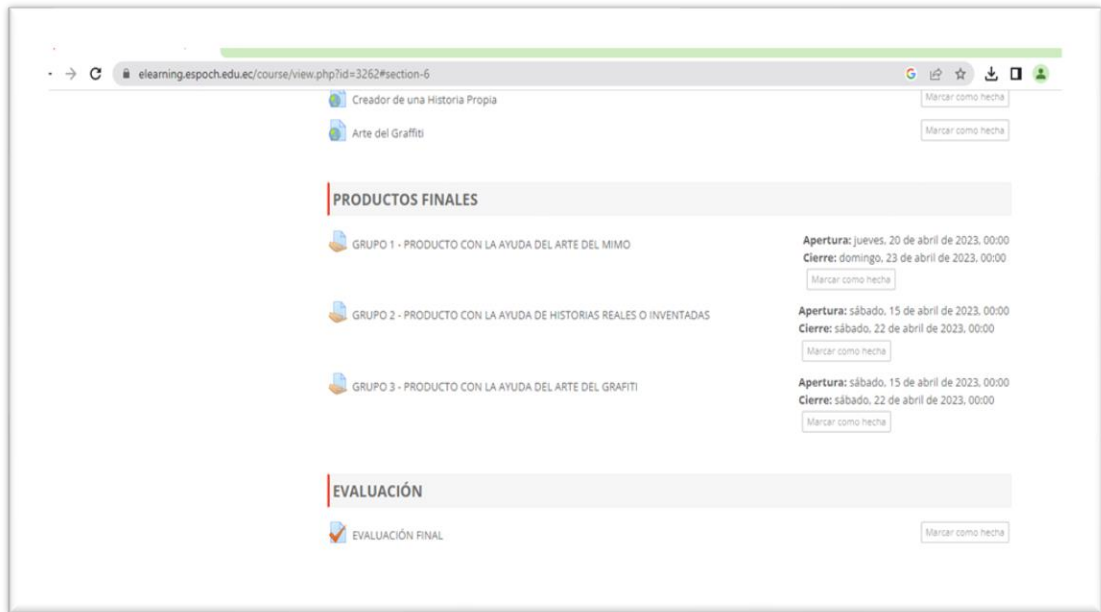 elearning.espoch.edu.ec/course/view.php?id=3262#section-6
Creador de una Historia Propia
Marcar como hecha
Arte del Graffiti
Marcar como hecha
PRODUCTOS FINALES
GRUPO 1 - PRODUCTO CON LA AYUDA DEL ARTE DEL MIMO
Apertura: jueves, 20 de abril de 2023, 00:00
Cierre: domingo, 23 de abril de 2023, 00:00
Marcar como hecha
GRUPO 2 - PRODUCTO CON LA AYUDA DE HISTORIAS REALES O INVENTADAS
Apertura: sábado, 15 de abril de 2023, 00:00
Cierre: sábado, 22 de abril de 2023, 00:00
Marcar como hecha
GRUPO 3 - PRODUCTO CON LA AYUDA DEL ARTE DEL GRAFITI
Apertura: sábado, 15 de abril de 2023, 00:00
Cierre: sábado, 22 de abril de 2023, 00:00
Marcar como hecha
EVALUACIÓN
EVALUACIÓN FINAL
Marcar como hecha